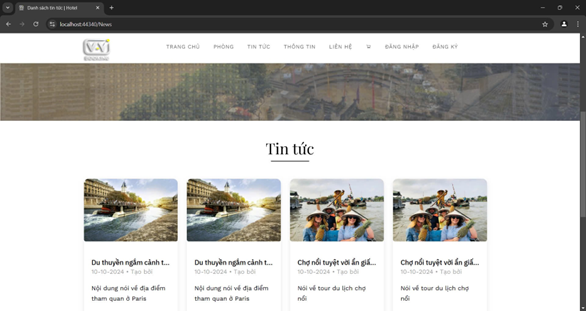 Danh sách tin tức | Hotel
localhost:44340/News
TRANG CHỦ PHÒNG TIN TỨC THÔNG TIN LIÊN HỆ ĐĂNG NHẬP ĐĂNG KÝ
Tin tức
Du thuyền ngắm cảnh t... Du thuyền ngắm cảnh t... Chợ nổi tuyệt vời ẩn giấ... Chợ nổi tuyệt vời ẩn giấ...
10-10-2024 • Tạo bởi 10-10-2024 • Tạo bởi 10-10-2024 • Tạo bởi 10-10-2024 • Tạo bởi
Nội dung nói về địa điểm Nội dung nói về địa điểm Nói về tour du lịch chợ Nói về tour du lịch chợ
tham quan ở Paris tham quan ở Paris nổi nổi